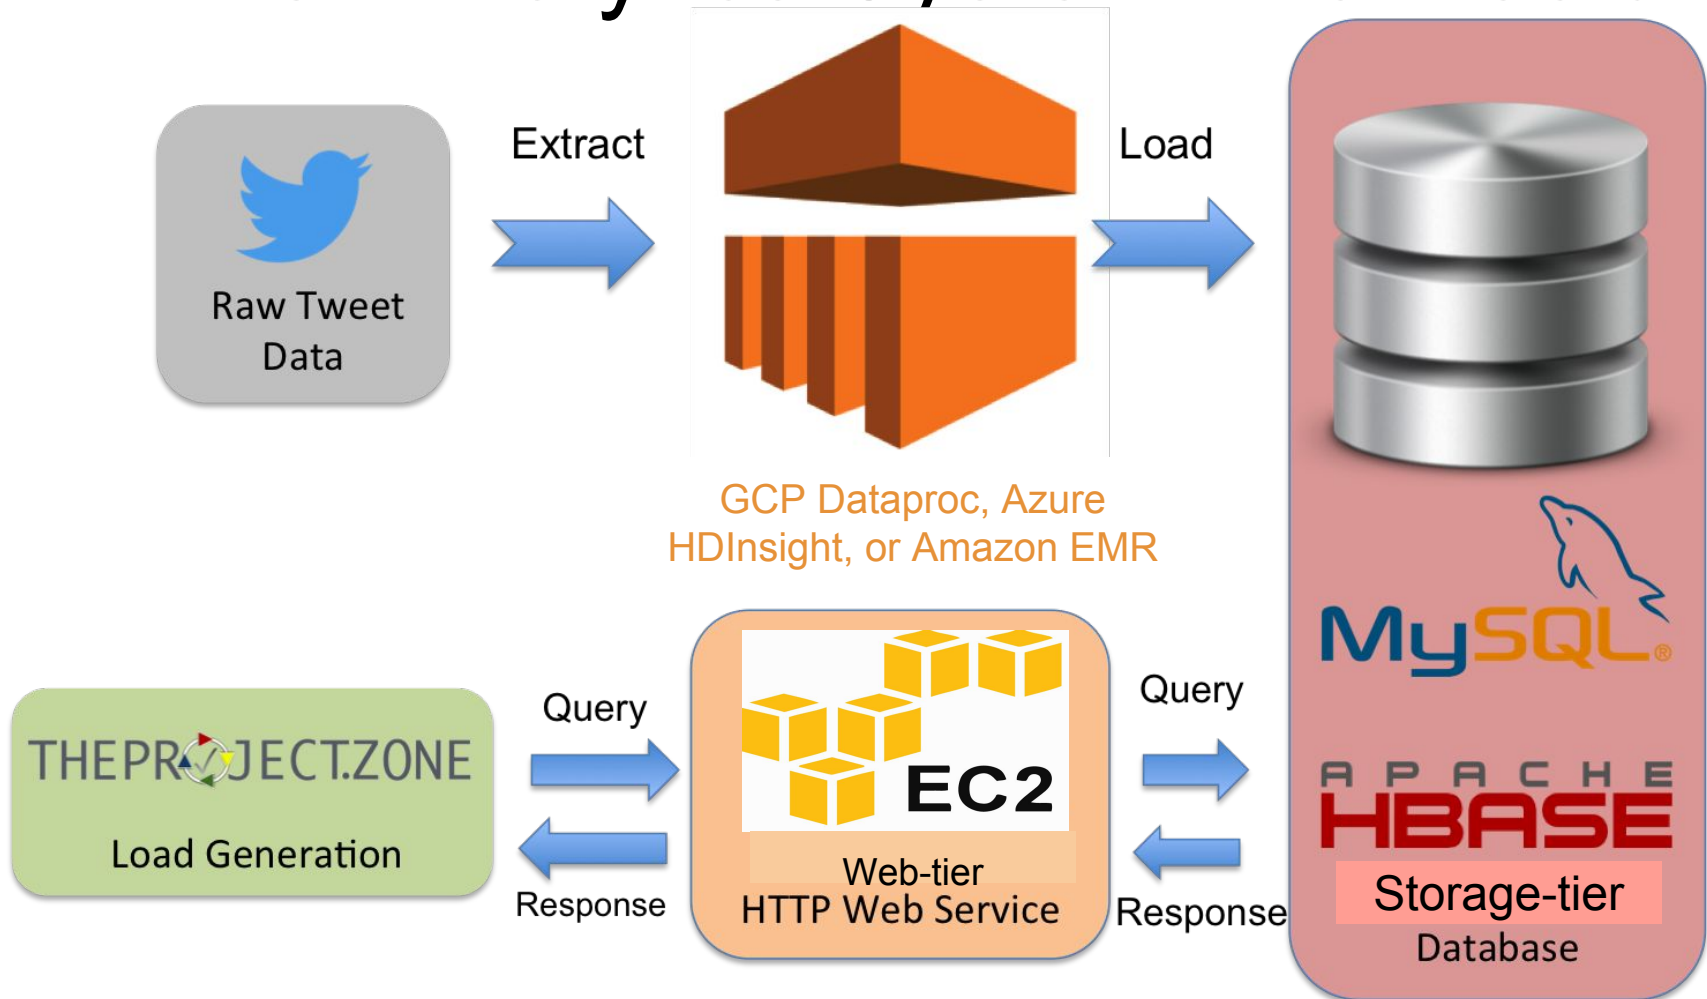 Extract
Load
Raw Tweet
Data
GCP Dataproc, Azure
HDInsight, or Amazon EMR
MySQL®
Query
Query
THEPROJECT.ZONE
EC2
APACHE
HBASE
Load Generation
Web-tier
Storage-tier
Response
HTTP Web Service
Response
Database